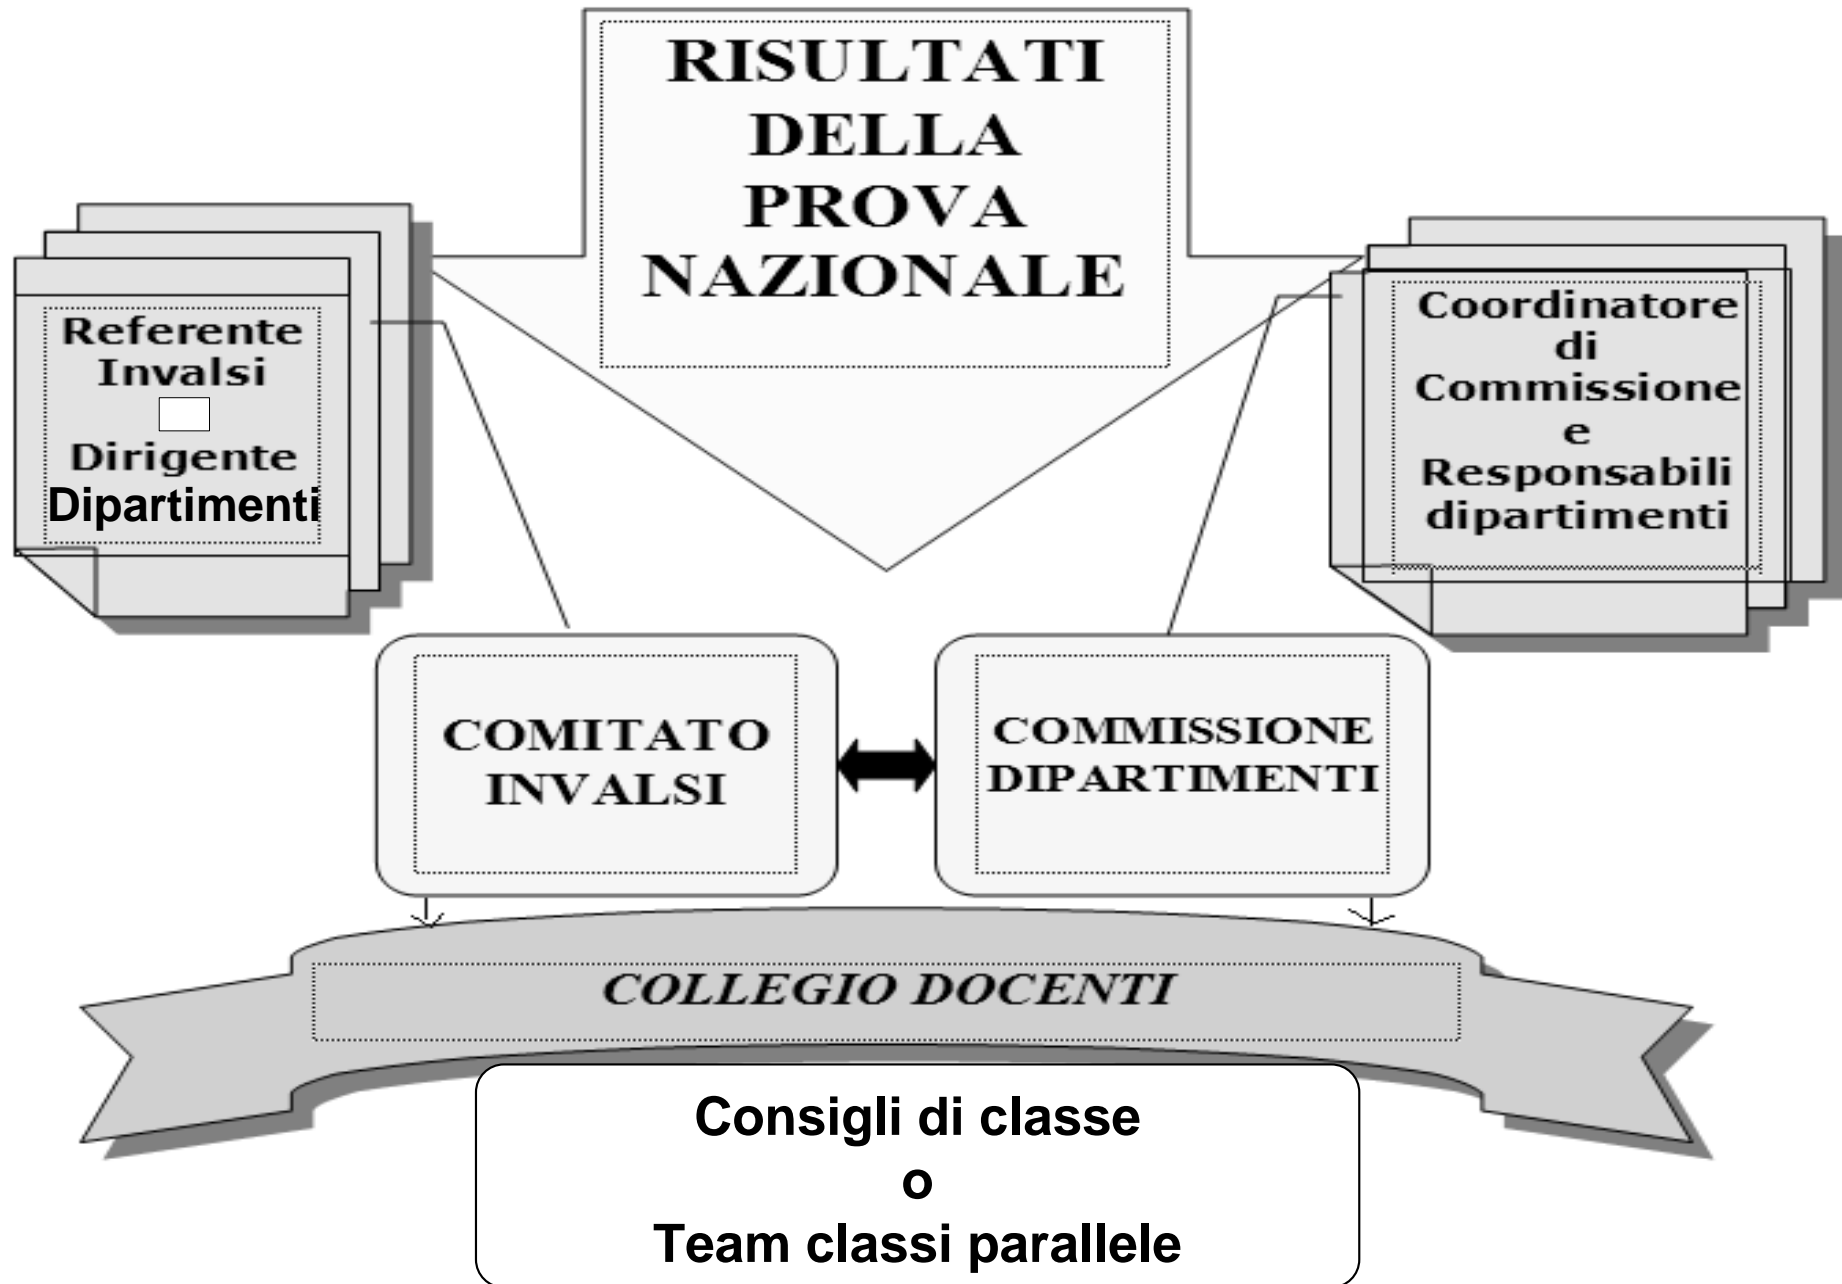 RISULTATI
DELLA
PROVA
NAZIONALE
Referente
Invalsi
Dirigente
Dipartimenti
Coordinatore
di
Commissione
e
Responsabili
dipartimenti
COMITATO
INVALSI
COMMISSIONE
DIPARTIMENTI
COLLEGIO DOCENTI
Consigli di classe
o
Team classi parallele